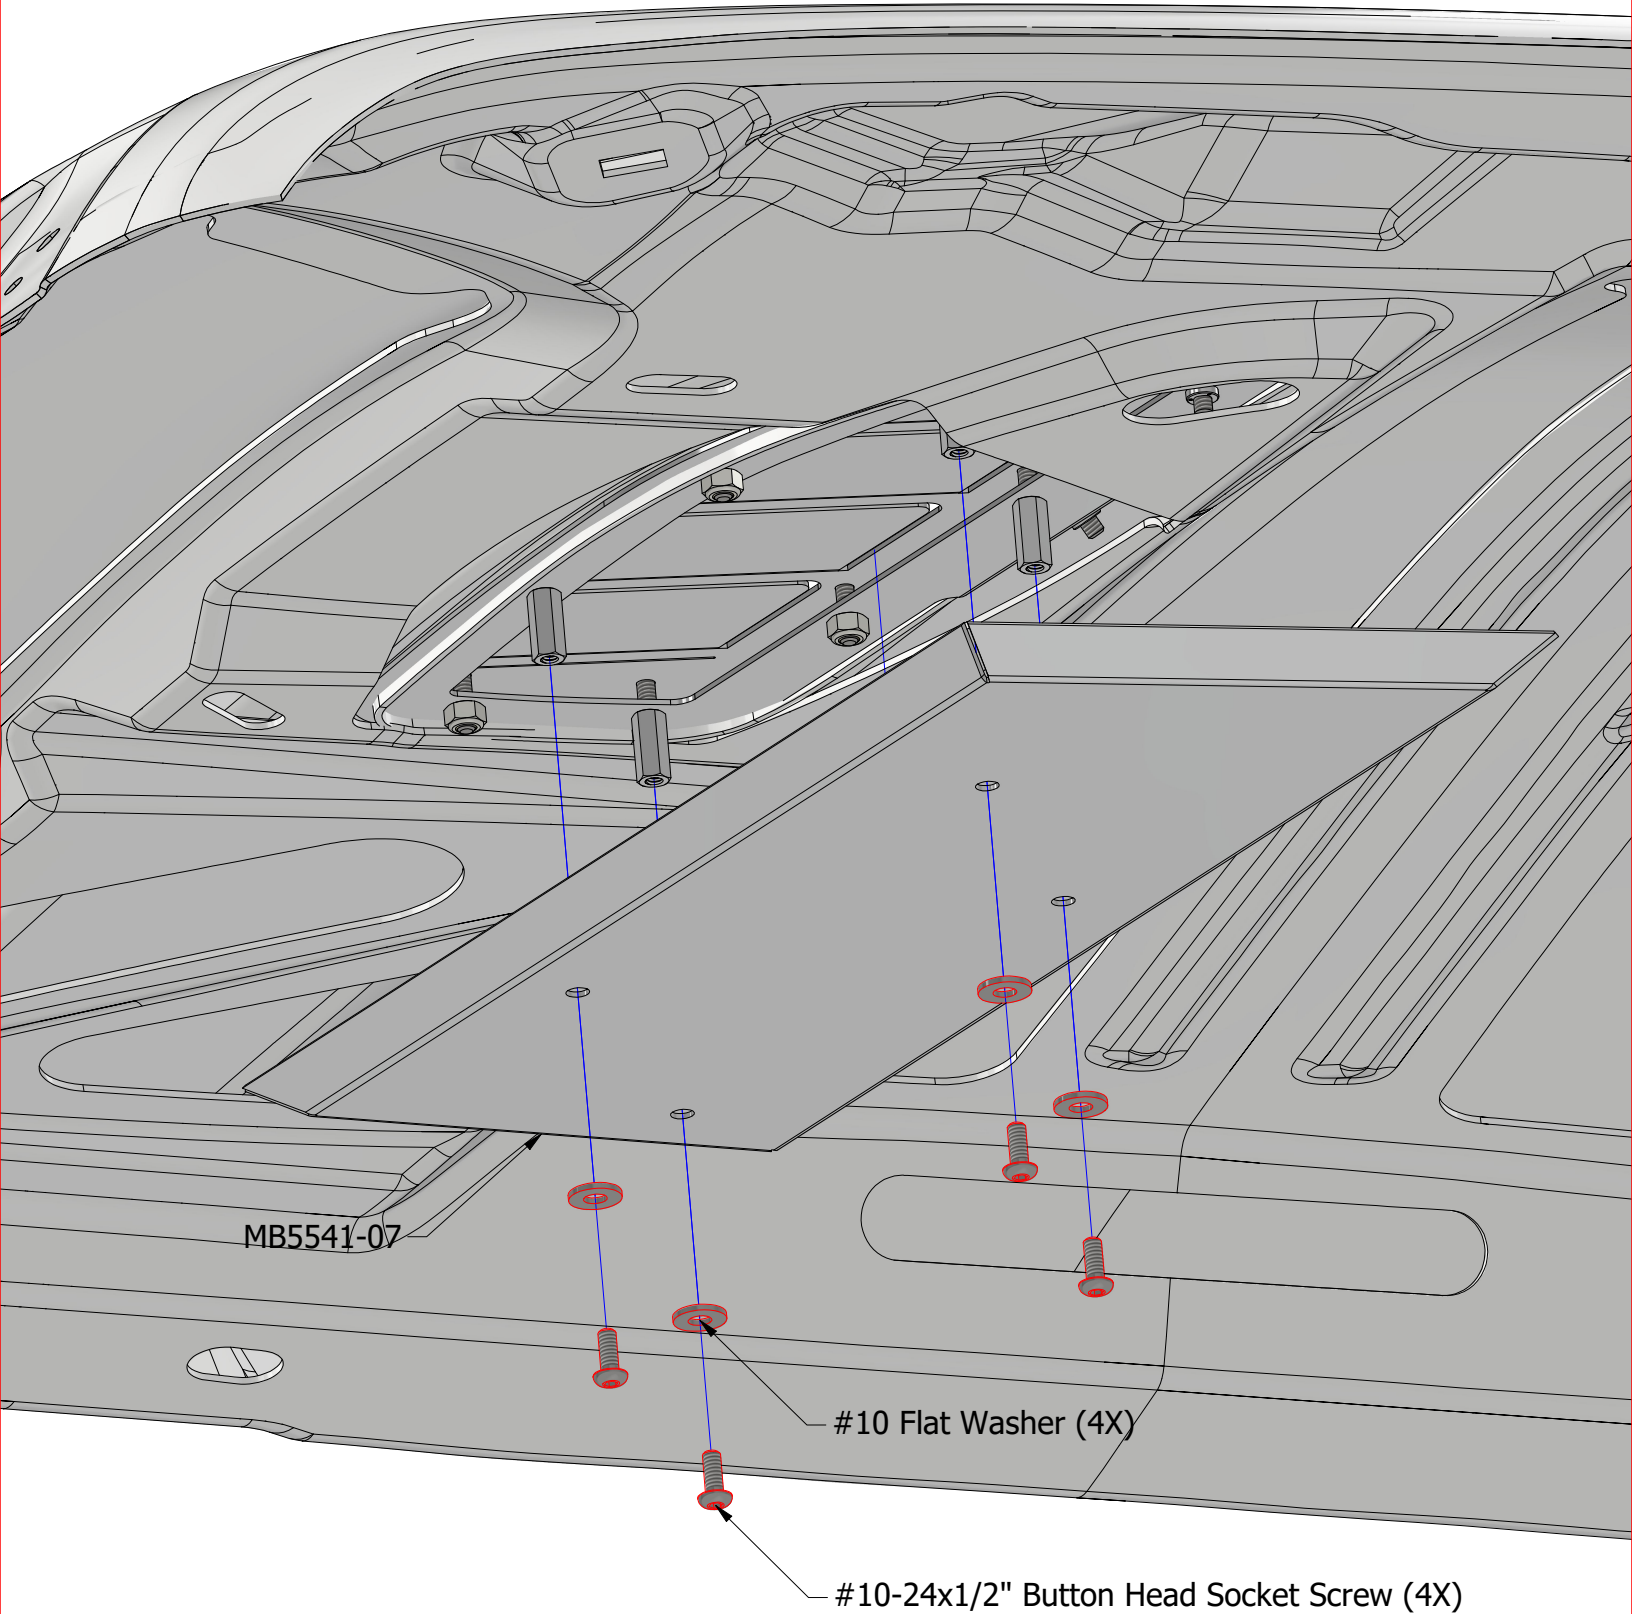 MB5541-07
#10 Flat Washer (4X)
#10-24x1/2" Button Head Socket Screw (4X)